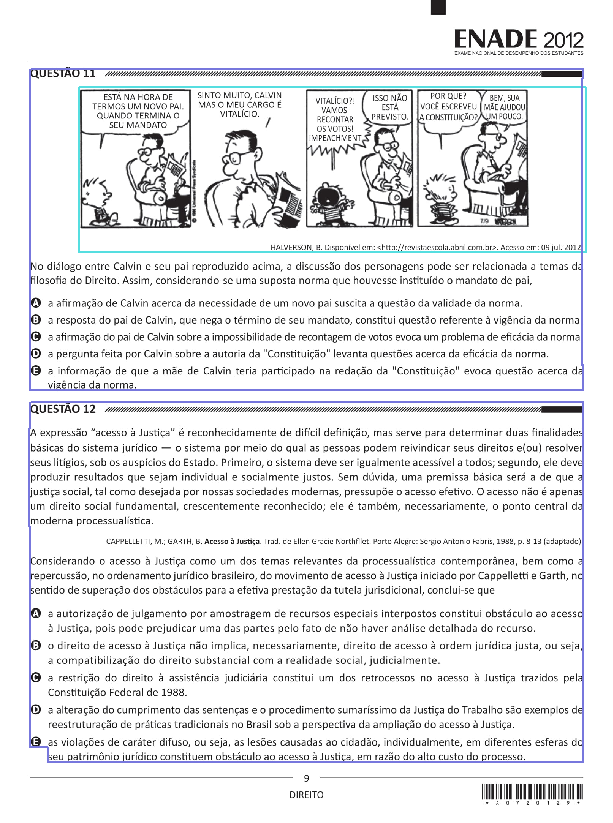 ENADE 2012
EXAME NACIONAL DE DESEMPENHO DOS ESTUDANTES
QUESTÃO 11
ESTÁ NA HORA DE
TERMOS UM NOVO PAI.
QUANDO TERMINA O
SEU MANDATO
SINTO MUITO, CALVIN
MAS O MEU CARGO É
VITALÍCIO.
VITALÍCIO?!
VAMOS
RECONTAR
OS VOTOS!
IMPEACHMENT
ISSO NÃO
ESTÁ
PREVISTO.
POR QUE?
VOCÊ ESCREVEU
A CONSTITUIÇÃO?
BEM, SUA
MÃE AJUDOU
UM POUCO.
HALVERSON, B. Disponível em: <http://revistaescola.abril.com.br>. Acesso em: 09 jul. 2012
No diálogo entre Calvin e seu pai reproduzido acima, a discussão dos personagens pode ser relacionada a temas da
filosofia do Direito. Assim, considerando-se uma suposta norma que houvesse instituído o mandato de pai,
A a afirmação de Calvin acerca da necessidade de um novo pai suscita a questão da validade da norma.
B a resposta do pai de Calvin, que nega o término de seu mandato, constitui questão referente à vigência da norma
C a afirmação do pai de Calvin sobre a impossibilidade de recontagem de votos evoca um problema de eficácia da norma
D a pergunta feita por Calvin sobre a autoria da "Constituição" levanta questões acerca da eficácia da norma.
E a informação de que a mãe de Calvin teria participado na redação da "Constituição" evoca questão acerca da
vigência da norma.
QUESTÃO 12
A expressão “acesso à Justiça” é reconhecidamente de difícil definição, mas serve para determinar duas finalidades
básicas do sistema jurídico — o sistema por meio do qual as pessoas podem reivindicar seus direitos e(ou) resolver
seus litígios, sob os auspícios do Estado. Primeiro, o sistema deve ser igualmente acessível a todos; segundo, ele deve
produzir resultados que sejam individual e socialmente justos. Sem dúvida, uma premissa básica será a de que a
justiça social, tal como desejada por nossas sociedades modernas, pressupõe o acesso efetivo. O acesso não é apenas
um direito social fundamental, crescentemente reconhecido; ele é também, necessariamente, o ponto central da
moderna processualística.
CAPPELLETTI, M.; GARTH, B. Acesso à Justiça. Trad. de Ellen Gracie Northfllet. Porto Alegre: Sergio Antonio Fabris, 1988, p. 8-13 (adaptado)
Considerando o acesso à Justiça como um dos temas relevantes da processualística contemporânea, bem como a
repercussão, no ordenamento jurídico brasileiro, do movimento de acesso à Justiça iniciado por Cappelletti e Garth, no
sentido de superação dos obstáculos para a efetiva prestação da tutela jurisdicional, conclui-se que
A a autorização de julgamento por amostragem de recursos especiais interpostos constitui obstáculo ao acesso
à Justiça, pois pode prejudicar uma das partes pelo fato de não haver análise detalhada do recurso.
B o direito de acesso à Justiça não implica, necessariamente, direito de acesso à ordem jurídica justa, ou seja,
a compatibilização do direito substancial com a realidade social, judicialmente.
C a restrição do direito à assistência judiciária constitui um dos retrocessos no acesso à Justiça trazidos pela
Constituição Federal de 1988.
D a alteração do cumprimento das sentenças e o procedimento sumaríssimo da Justiça do Trabalho são exemplos de
reestruturação de práticas tradicionais no Brasil sob a perspectiva da ampliação do acesso à Justiça.
E as violações de caráter difuso, ou seja, as lesões causadas ao cidadão, individualmente, em diferentes esferas do
seu patrimônio jurídico constituem obstáculo ao acesso à Justiça, em razão do alto custo do processo.
9
DIREITO